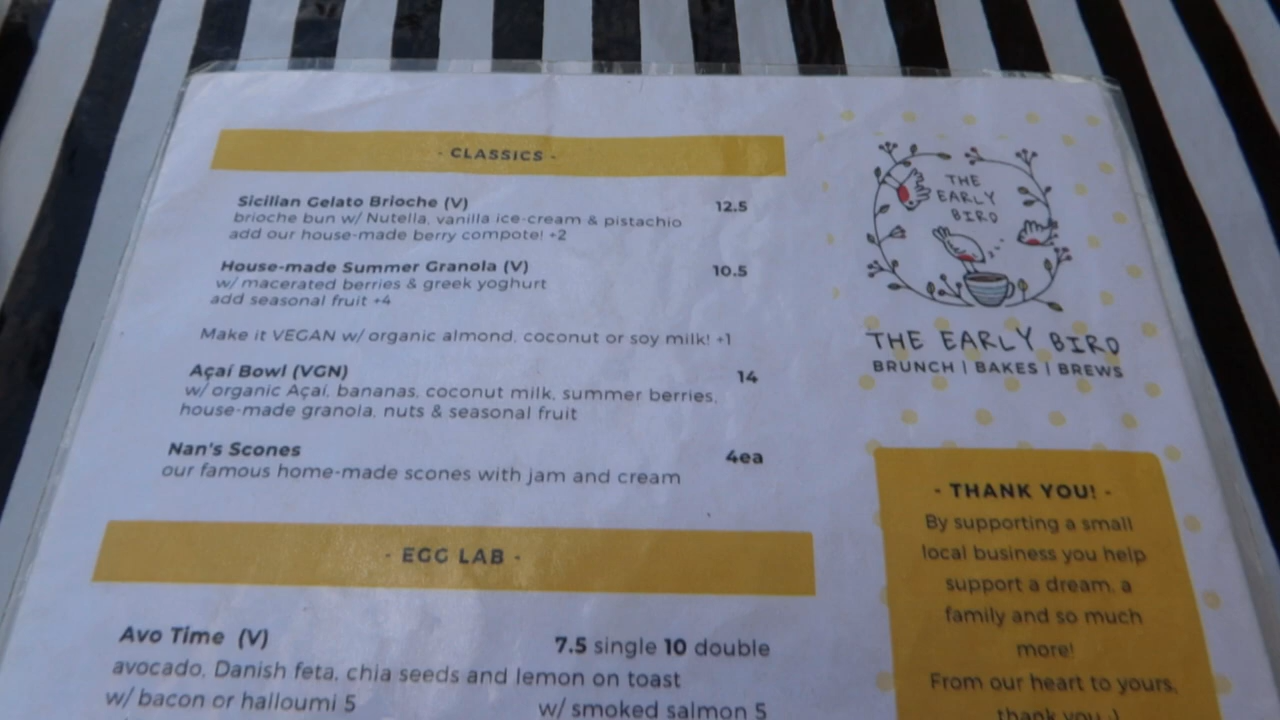 - CLASSICS -
Sicilian Gelato Brioche (V) 12.5
brioche bun w/ Nutella, vanilla ice-cream & pistachio
add our house-made berry compote! +2
House-made Summer Granola (V) 10.5
w/ macerated berries & greek yoghurt
add seasonal fruit +4
Make it VEGAN w/ organic almond, coconut or soy milk! +1
Açaí Bowl (VGN) 14
w/ organic Açaí, bananas, coconut milk, summer berries,
house-made granola, nuts & seasonal fruit
Nan's Scones 4ea
our famous home-made scones with jam and cream
- EGG LAB -
Avo Time (V) 7.5 single 10 double
avocado, Danish feta, chia seeds and lemon on toast
w/ bacon or halloumi 5 w/ smoked salmon 5
THE
EARLY
BIRD
THE EARLY BIRD
BRUNCH | BAKES | BREWS
- THANK YOU! -
By supporting a small
local business you help
support a dream, a
family and so much
more!
From our heart to yours,
thank you :)